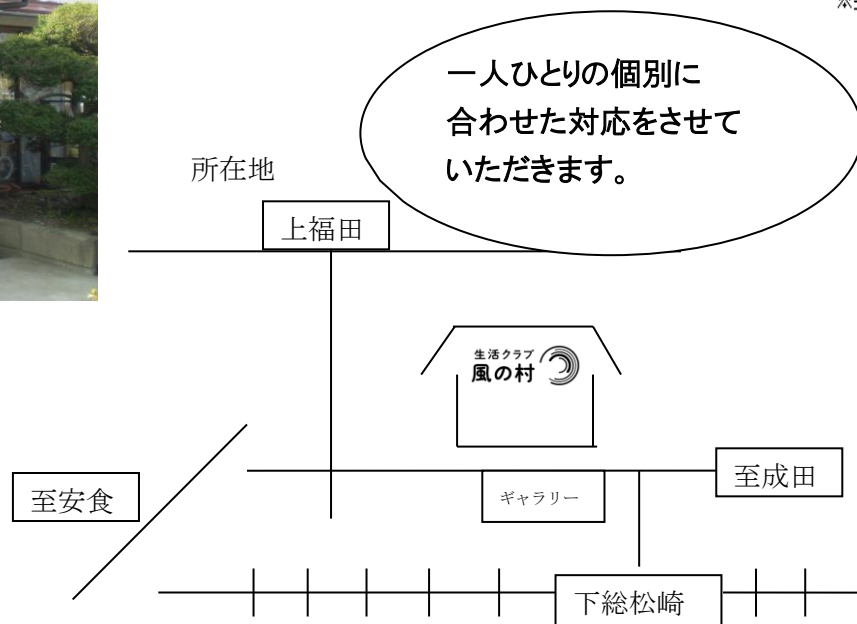 一人ひとりの個別に
合わせた対応をさせて
いただきます。
所在地
上福田
生活クラブ
風の村
至成田
至安食
ギャラリー
下総松崎